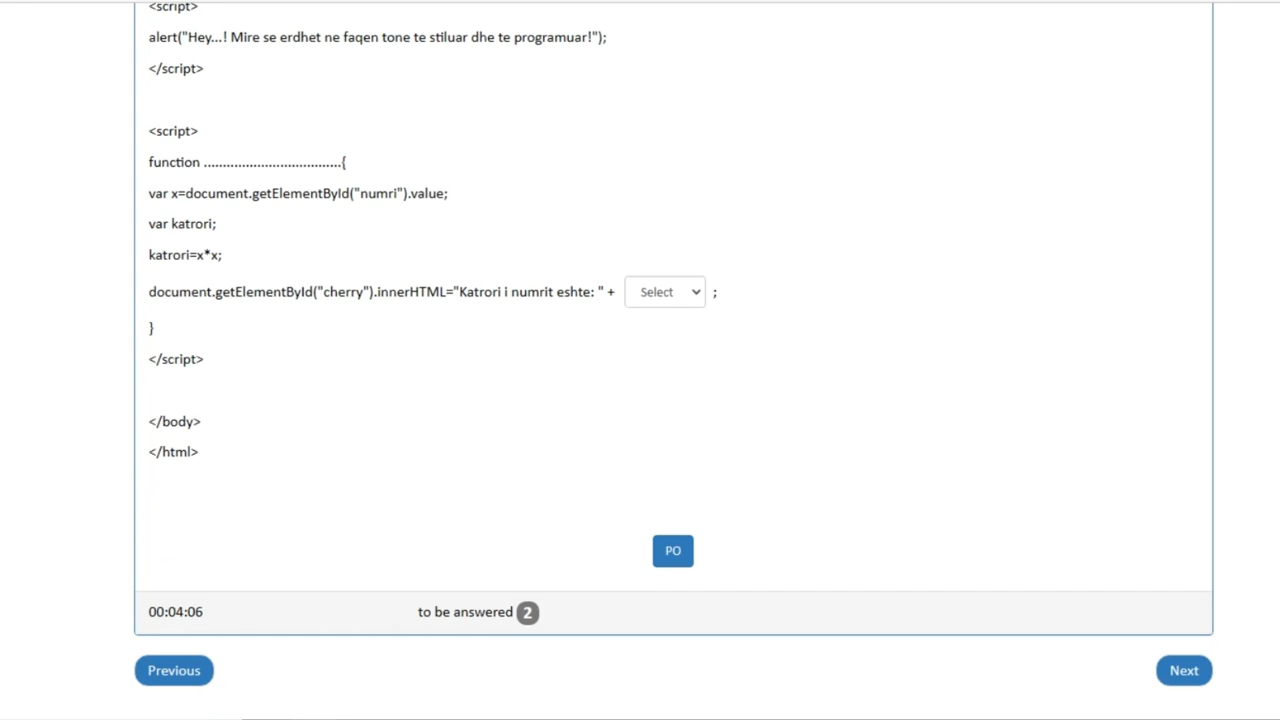 <script>
alert("Hey...! Mire se erdhet ne faqen tone te stiluar dhe te programuar!");
</script>
<script>
function ....................................{
var x=document.getElementById("numri").value;
var katrori;
katrori=x*x;
document.getElementById("cherry").innerHTML="Katrori i numrit eshte: " + Select ;
}
</script>
</body>
</html>
PO
00:04:06 to be answered 2
Previous Next